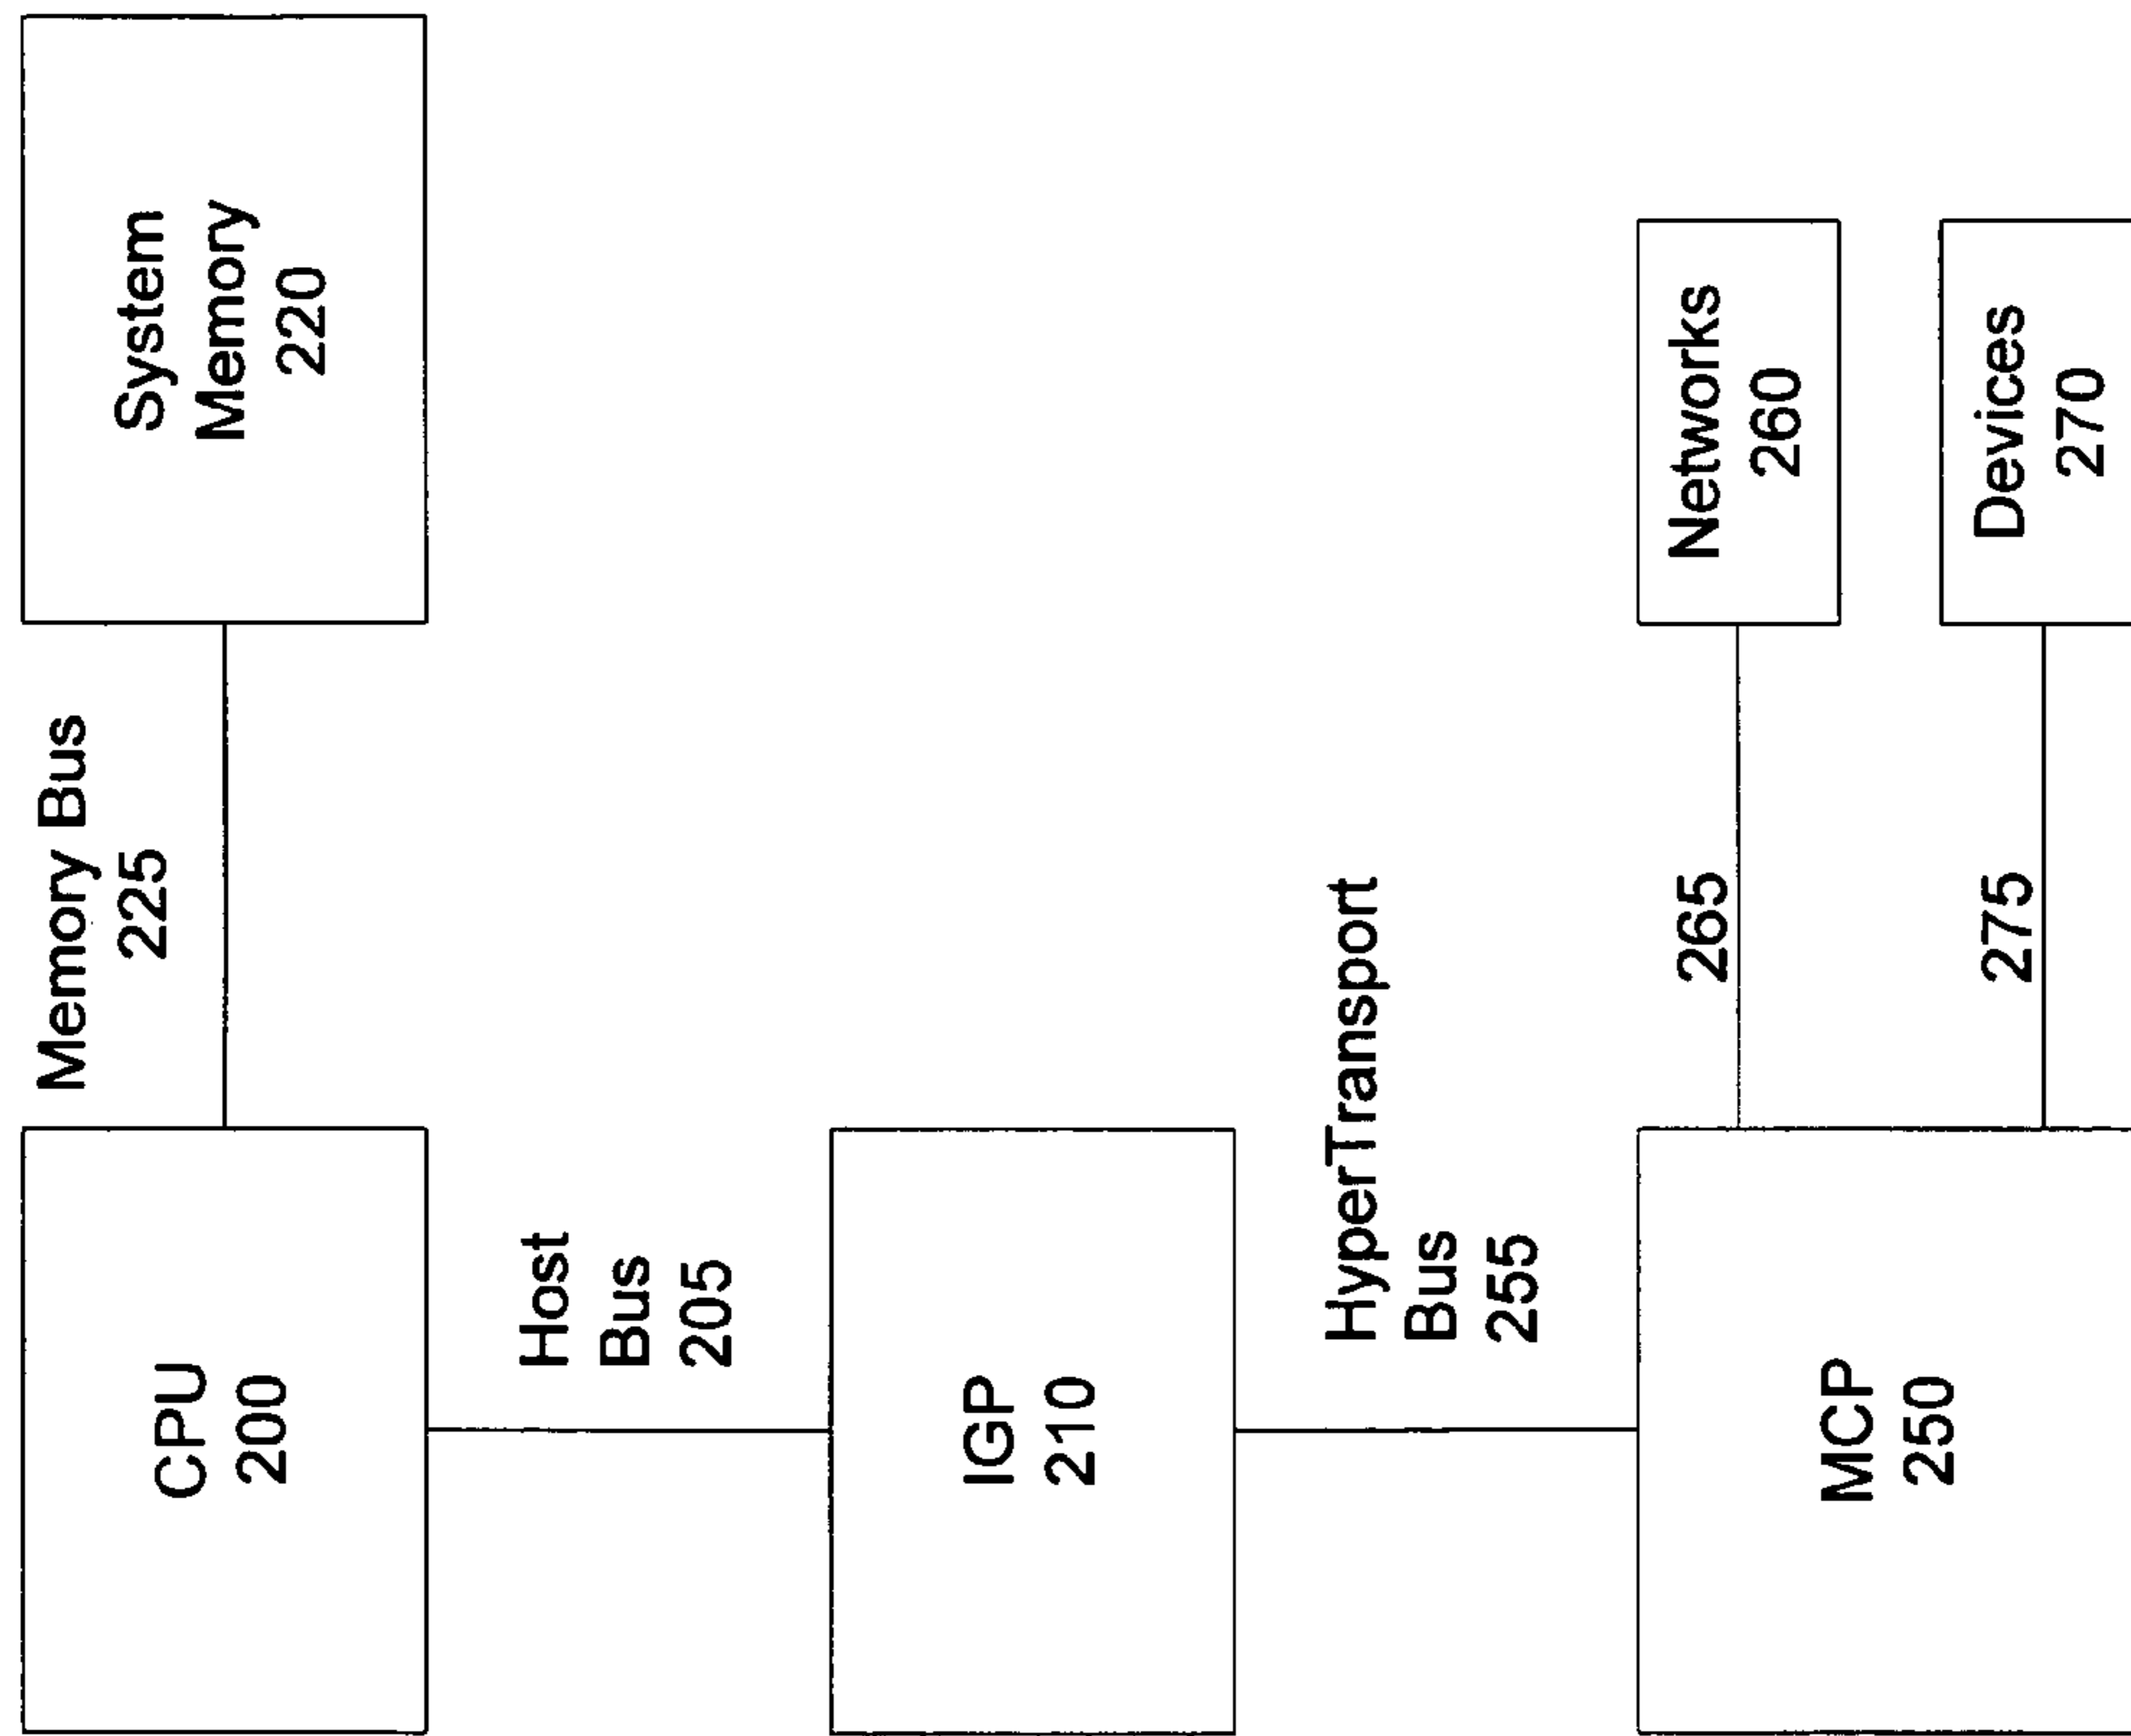 CPU
200
Memory Bus
225
System
Memory
220
Host
Bus
205
IGP
210
HyperTransport
Bus
255
MCP
250
265
Networks
260
275
Devices
270